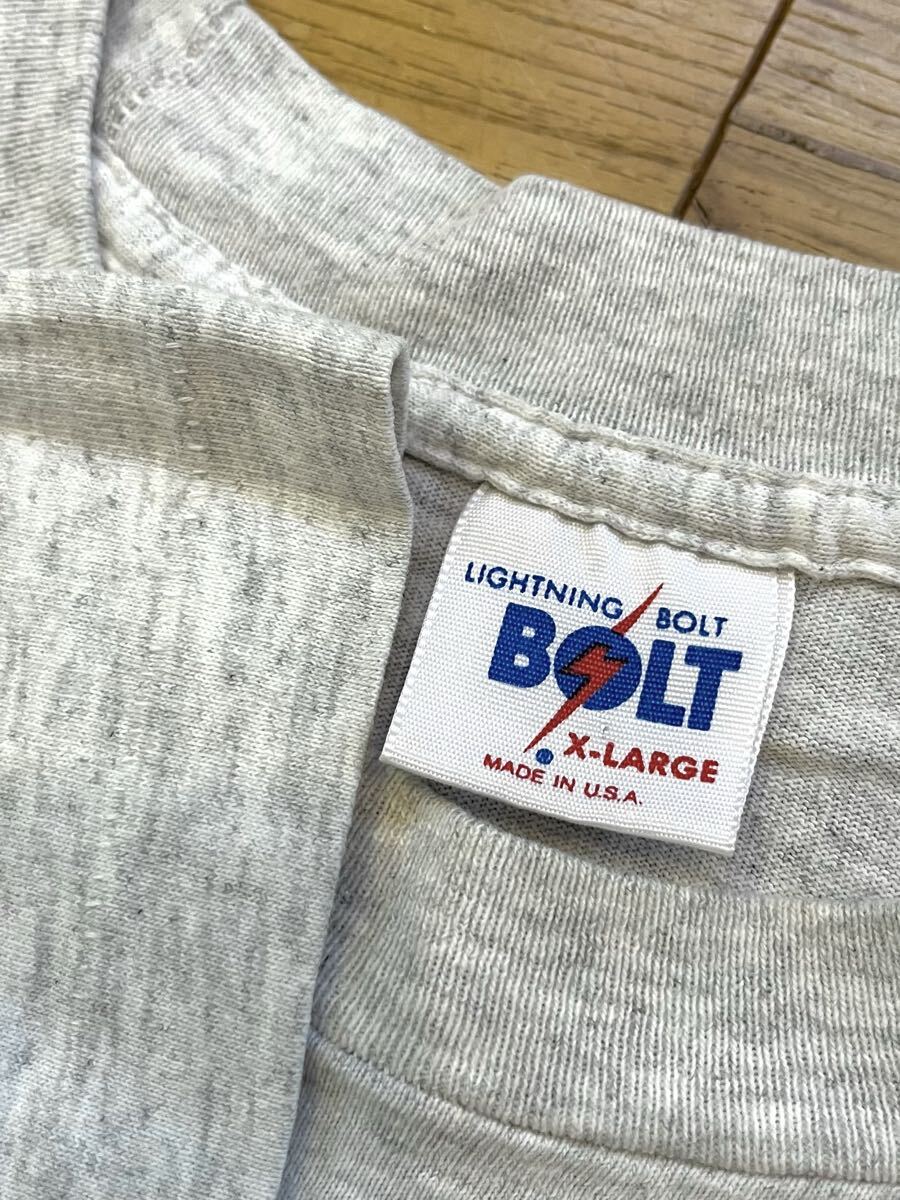 LIGHTNING BOLT
BOLT
X-LARGE
MADE IN U.S.A.